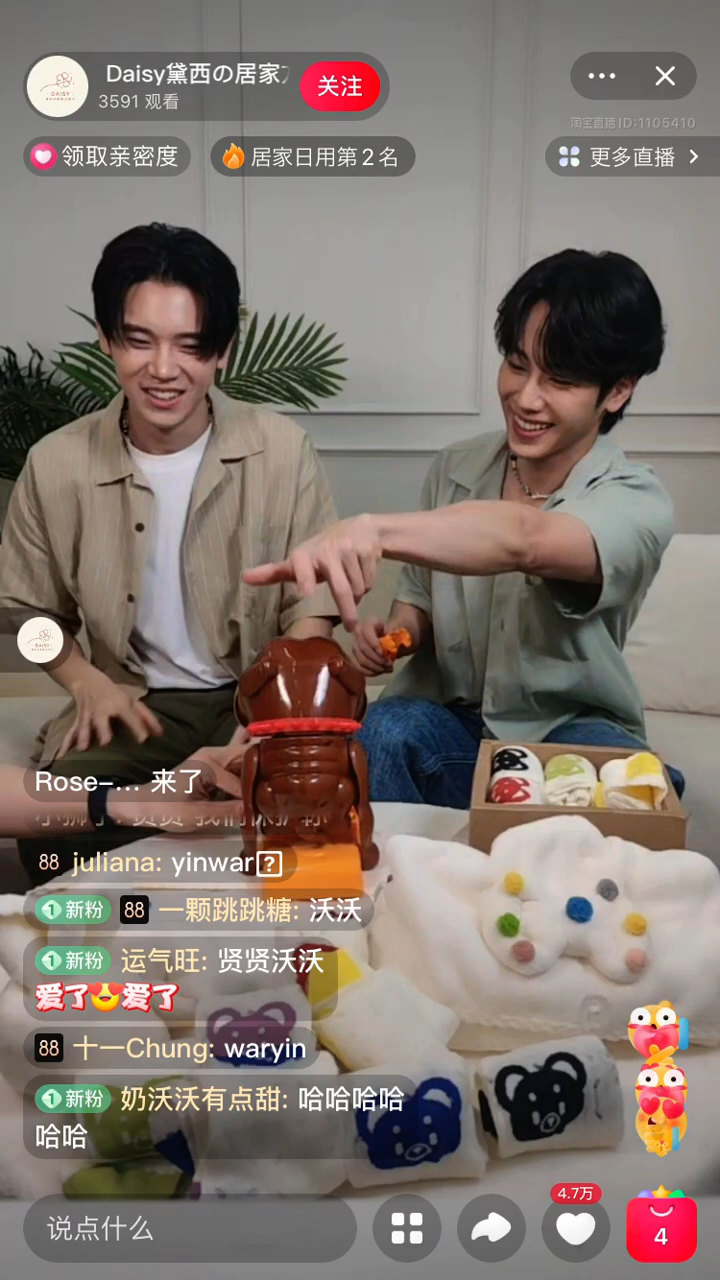 Daisy黛西の居家
3591 观看
关注
淘宝直播ID:1105410
领取亲密度
居家日用第2名
更多直播
DAISY
Rose-... 来了
88 juliana: yinwar?
1 新粉 88 一颗跳跳糖: 沃沃
1 新粉 运气旺: 贤贤沃沃
爱了爱了
88 十一Chung: waryin
1 新粉 奶沃沃有点甜: 哈哈哈哈
哈哈
4.7万
说点什么
4